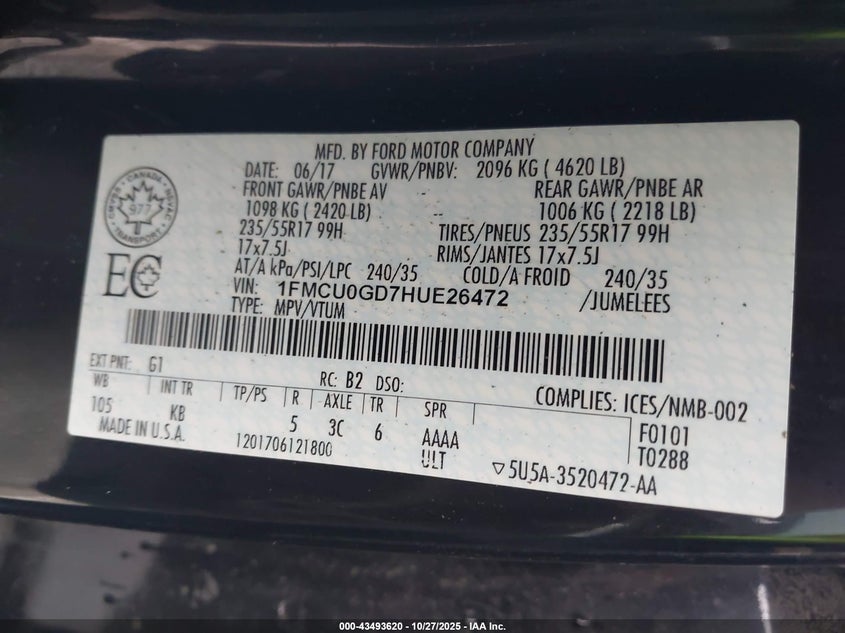 MFD. BY FORD MOTOR COMPANY
DATE: 06/17 GVWR/PNBV: 2096 KG ( 4620 LB)
FRONT GAWR/PNBE AV REAR GAWR/PNBE AR
1098 KG ( 2420 LB) -- 1006 KG ( 2218 LB)
235/55R17 99H TIRES/PNEUS 235/55R17 99H
17x7.5J RIMS/JANTES 17x7.5J
AT/A kPa/PSI/LPC 240/35 COLD/A FROID 240/35
VIN: 1FMCU0GD7HUE26472 /JUMELEES
TYPE: MPV/VTUM
CANADA
TRANSPORT
977
EC
EXT PNT: G1 RC: B2 DSO: COMPLIES: ICES/NMB-002
WB INT TR TP/PS R AXLE TR SPR F0101
105 KB 5 3C 6 AAAA T0288
MADE IN U.S.A. 1201706121800 ULT ▽5U5A-3520472-AA
000-43493620 - 10/27/2025 - IAA Inc.